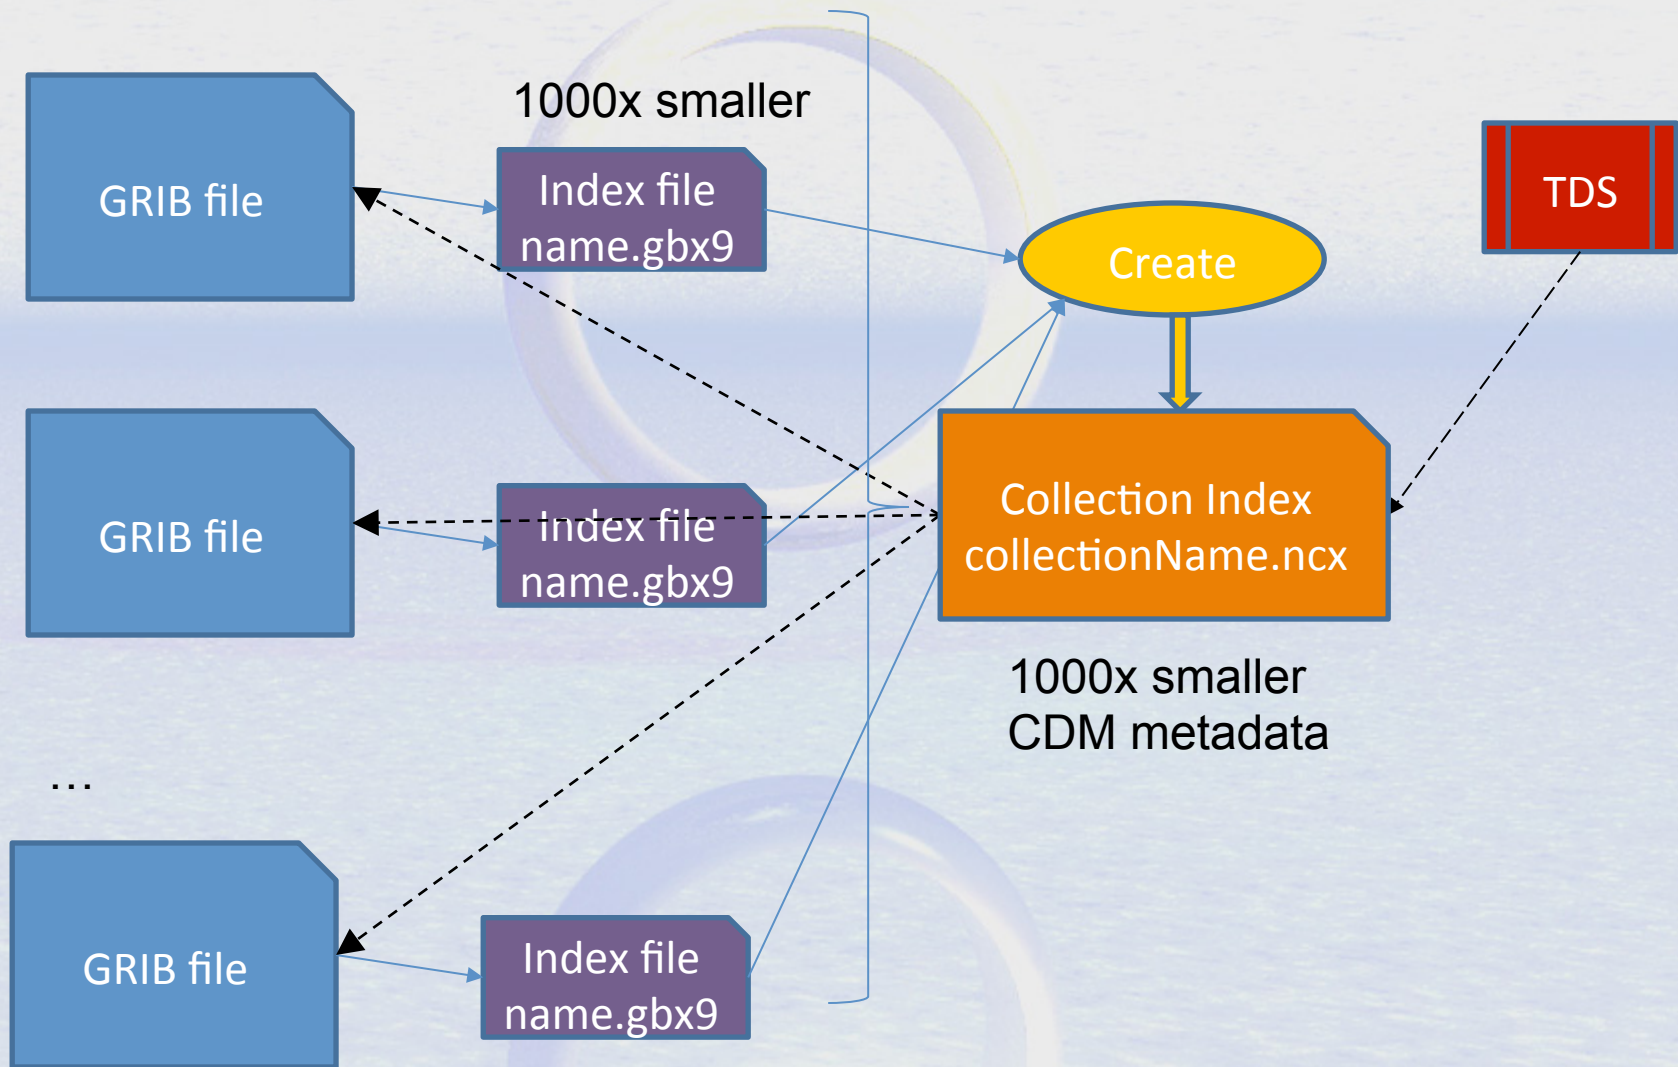 1000x smaller
GRIB file
Index file
name.gbx9
TDS
Create
GRIB file
Index file
name.gbx9
Collection Index
collectionName.ncx
1000x smaller
CDM metadata
…
GRIB file
Index file
name.gbx9